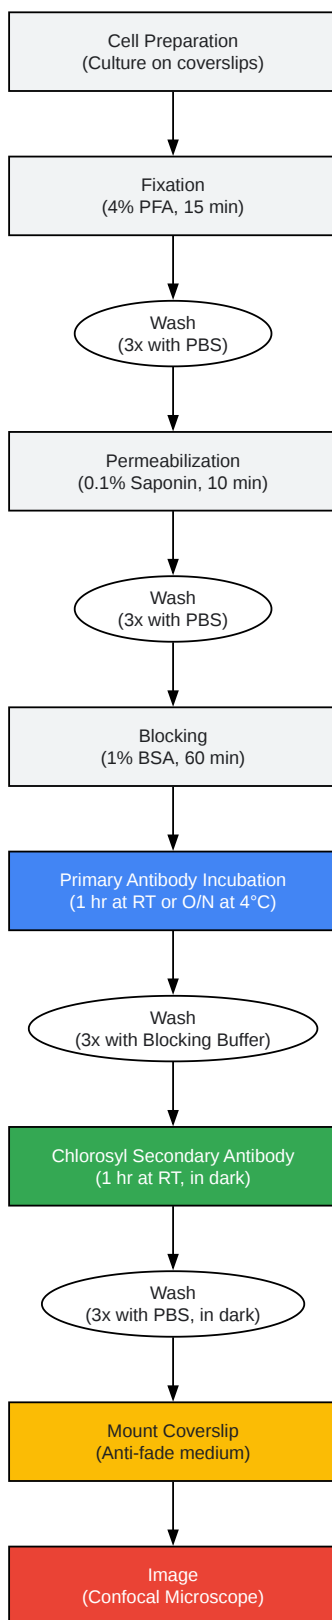 Cell Preparation
(Culture on coverslips)
Fixation
(4% PFA, 15 min)
Wash
(3x with PBS)
Permeabilization
(0.1% Saponin, 10 min)
Wash
(3x with PBS)
Blocking
(1% BSA, 60 min)
Primary Antibody Incubation
(1 hr at RT or O/N at 4°C)
Wash
(3x with Blocking Buffer)
Chlorosyl Secondary Antibody
(1 hr at RT, in dark)
Wash
(3x with PBS, in dark)
Mount Coverslip
(Anti-fade medium)
Image
(Confocal Microscope)